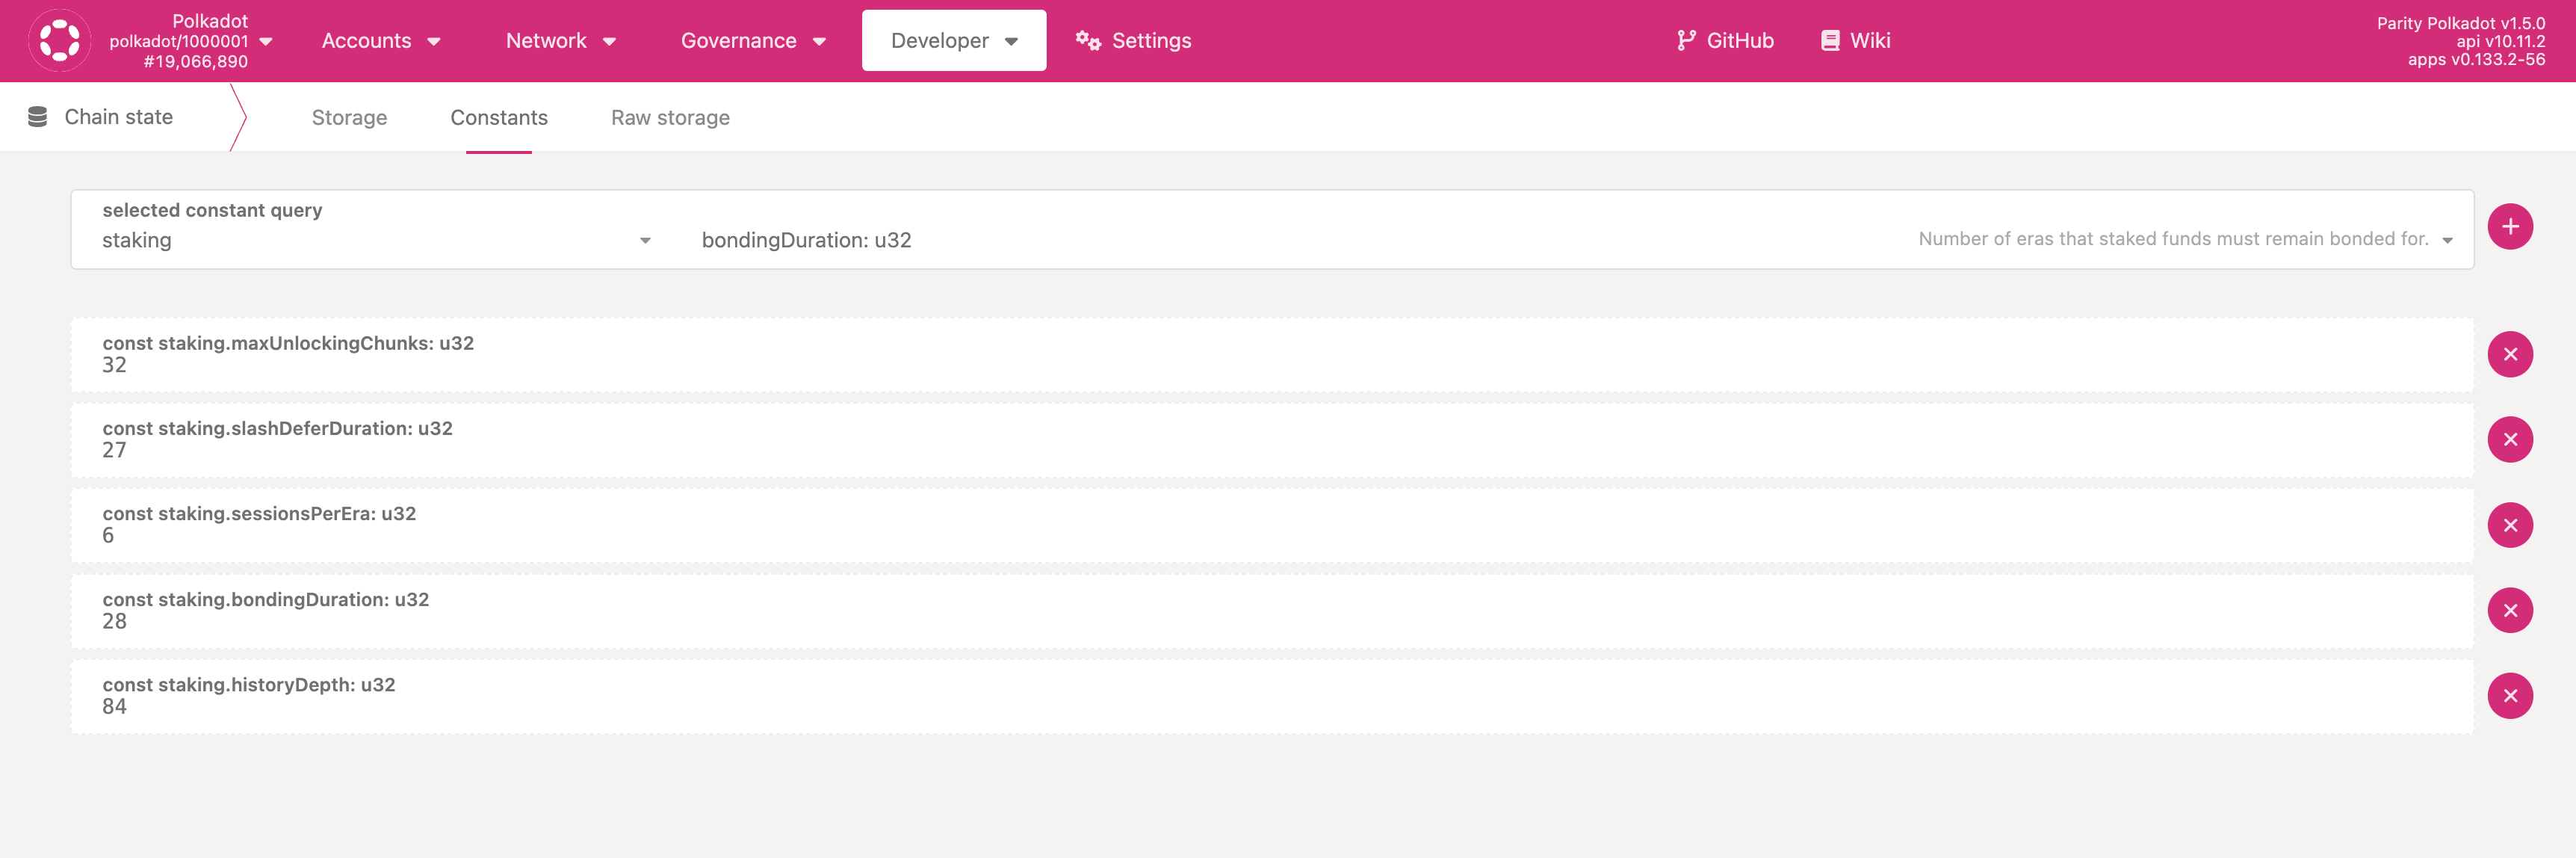 Polkadot
polkadot/1000001
#19,066,890
Accounts
Network
Governance
Developer
Settings
GitHub
Wiki
Parity Polkadot v1.5.0
api v10.11.2
apps v0.133.2-56
Chain state
Storage
Constants
Raw storage
selected constant query
staking
bondingDuration: u32
Number of eras that staked funds must remain bonded for.
const staking.maxUnlockingChunks: u32
32
const staking.slashDeferDuration: u32
27
const staking.sessionsPerEra: u32
6
const staking.bondingDuration: u32
28
const staking.historyDepth: u32
84